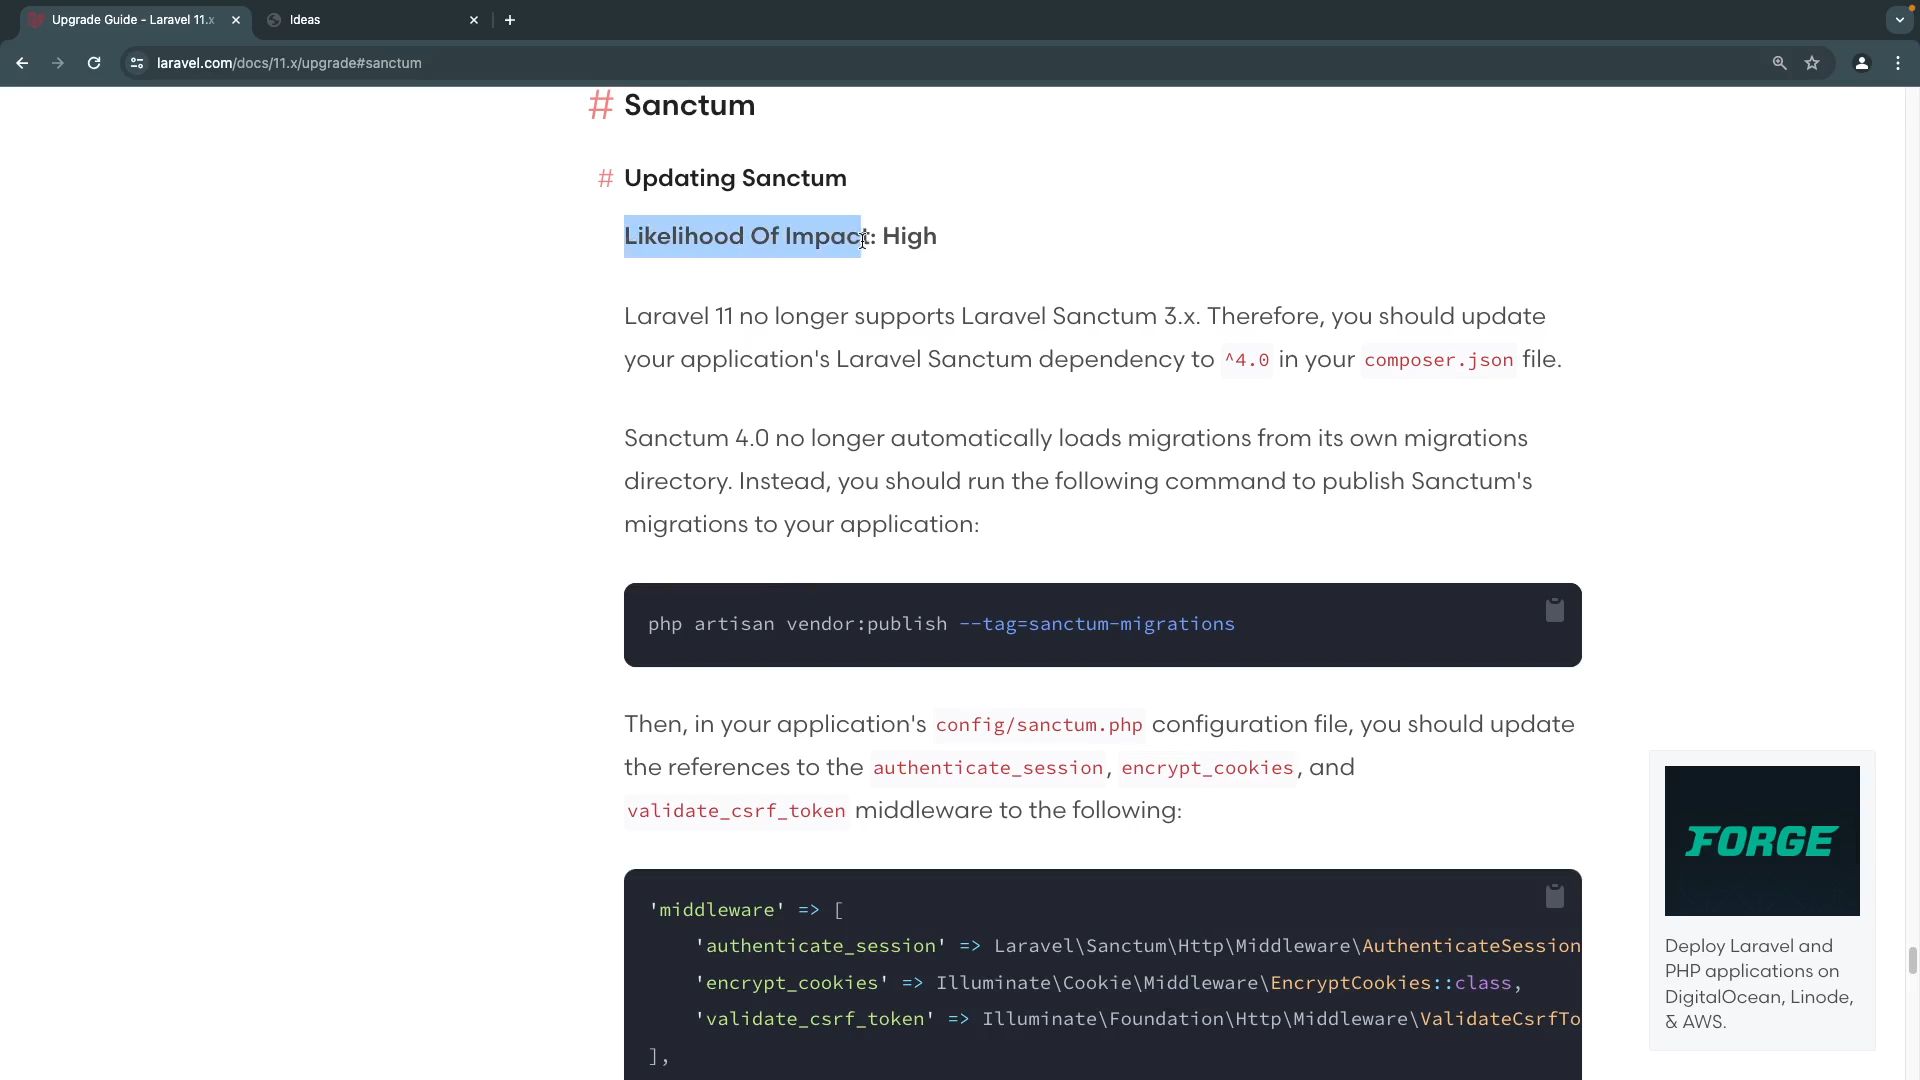 Upgrade Guide - Laravel 11.x
Ideas
laravel.com/docs/11.x/upgrade#sanctum
# Sanctum
# Updating Sanctum
Likelihood Of Impact: High
Laravel 11 no longer supports Laravel Sanctum 3.x. Therefore, you should update
your application's Laravel Sanctum dependency to ^4.0 in your composer.json file.
Sanctum 4.0 no longer automatically loads migrations from its own migrations
directory. Instead, you should run the following command to publish Sanctum's
migrations to your application:
php artisan vendor:publish --tag=sanctum-migrations
Then, in your application's config/sanctum.php configuration file, you should update
the references to the authenticate_session, encrypt_cookies, and
validate_csrf_token middleware to the following:
'middleware' => [
'authenticate_session' => Laravel\Sanctum\Http\Middleware\AuthenticateSession
'encrypt_cookies' => Illuminate\Cookie\Middleware\EncryptCookies::class,
'validate_csrf_token' => Illuminate\Foundation\Http\Middleware\ValidateCsrfTo
],
FORGE
Deploy Laravel and
PHP applications on
DigitalOcean, Linode,
& AWS.